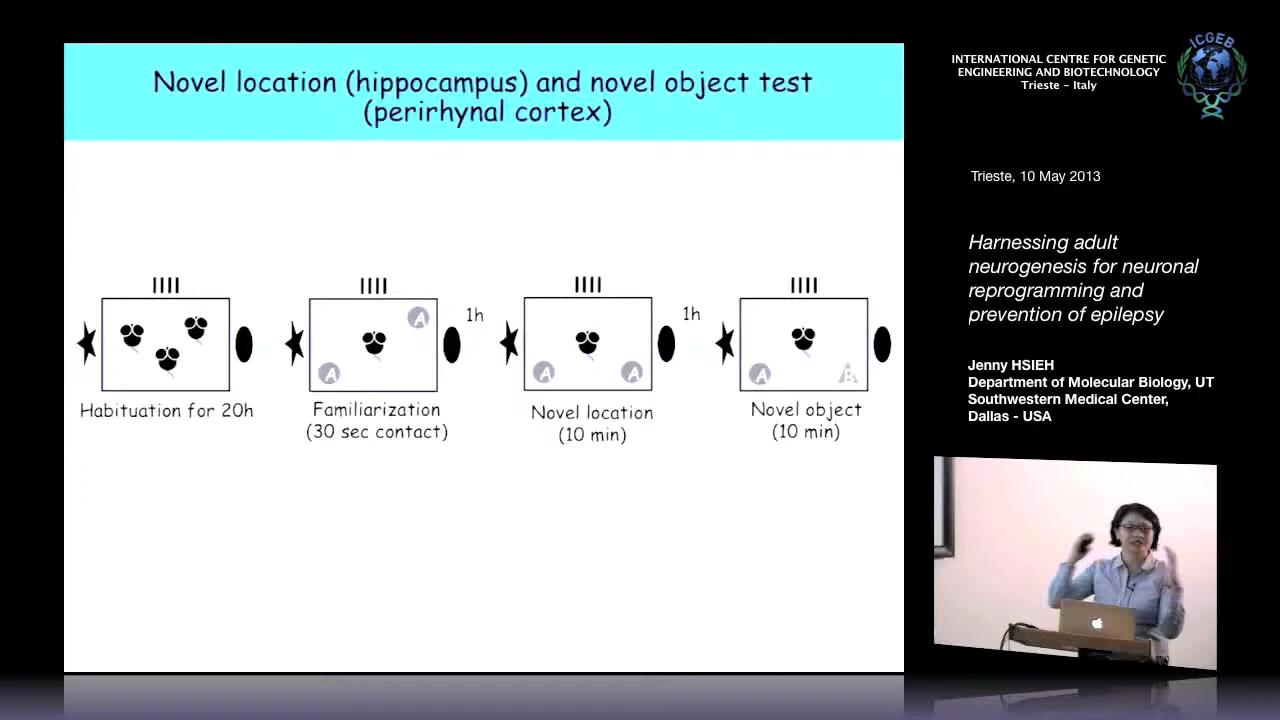 Novel location (hippocampus) and novel object test
(perirhynal cortex)
A
A
1h
A
A
1h
A
B
Habituation for 20h
Familiarization
(30 sec contact)
Novel location
(10 min)
Novel object
(10 min)
INTERNATIONAL CENTRE FOR GENETIC
ENGINEERING AND BIOTECHNOLOGY
Trieste - Italy
ICGEB
Trieste, 10 May 2013
Harnessing adult
neurogenesis for neuronal
reprogramming and
prevention of epilepsy
Jenny HSIEH
Department of Molecular Biology, UT
Southwestern Medical Center,
Dallas - USA